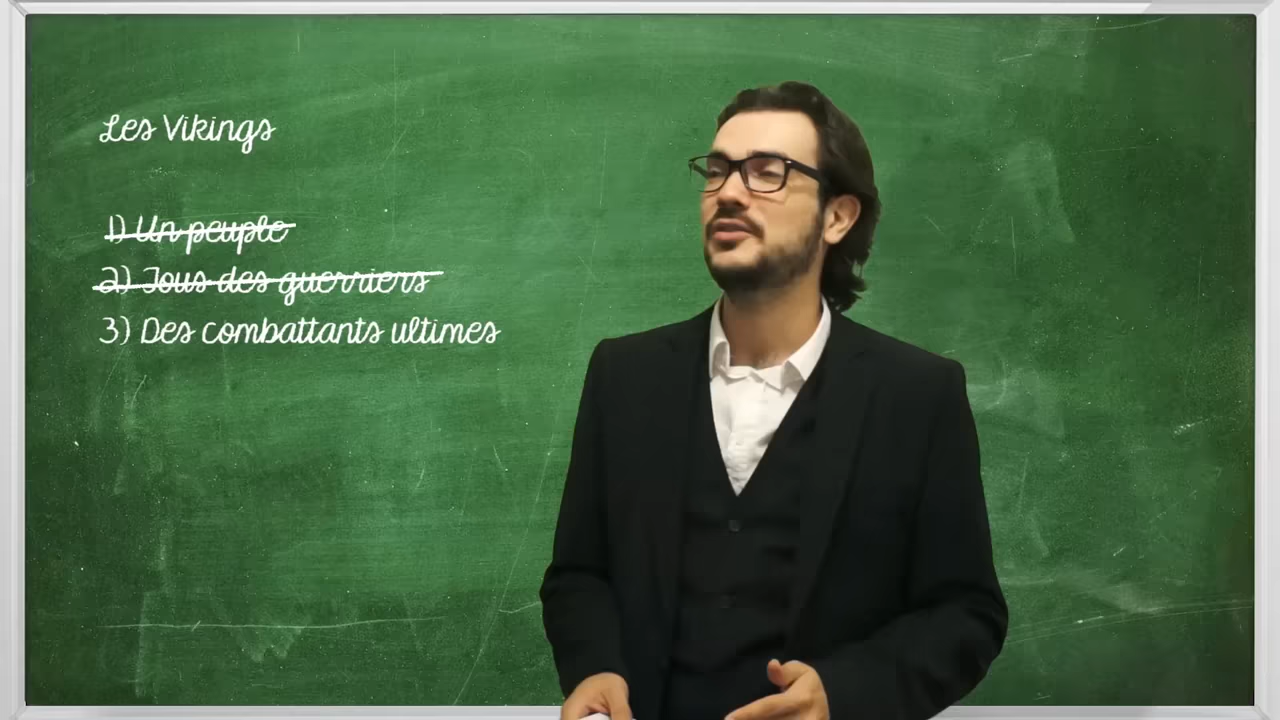 Les Vikings
1) Un peuple
2) Tous des guerriers
3) Des combattants ultimes